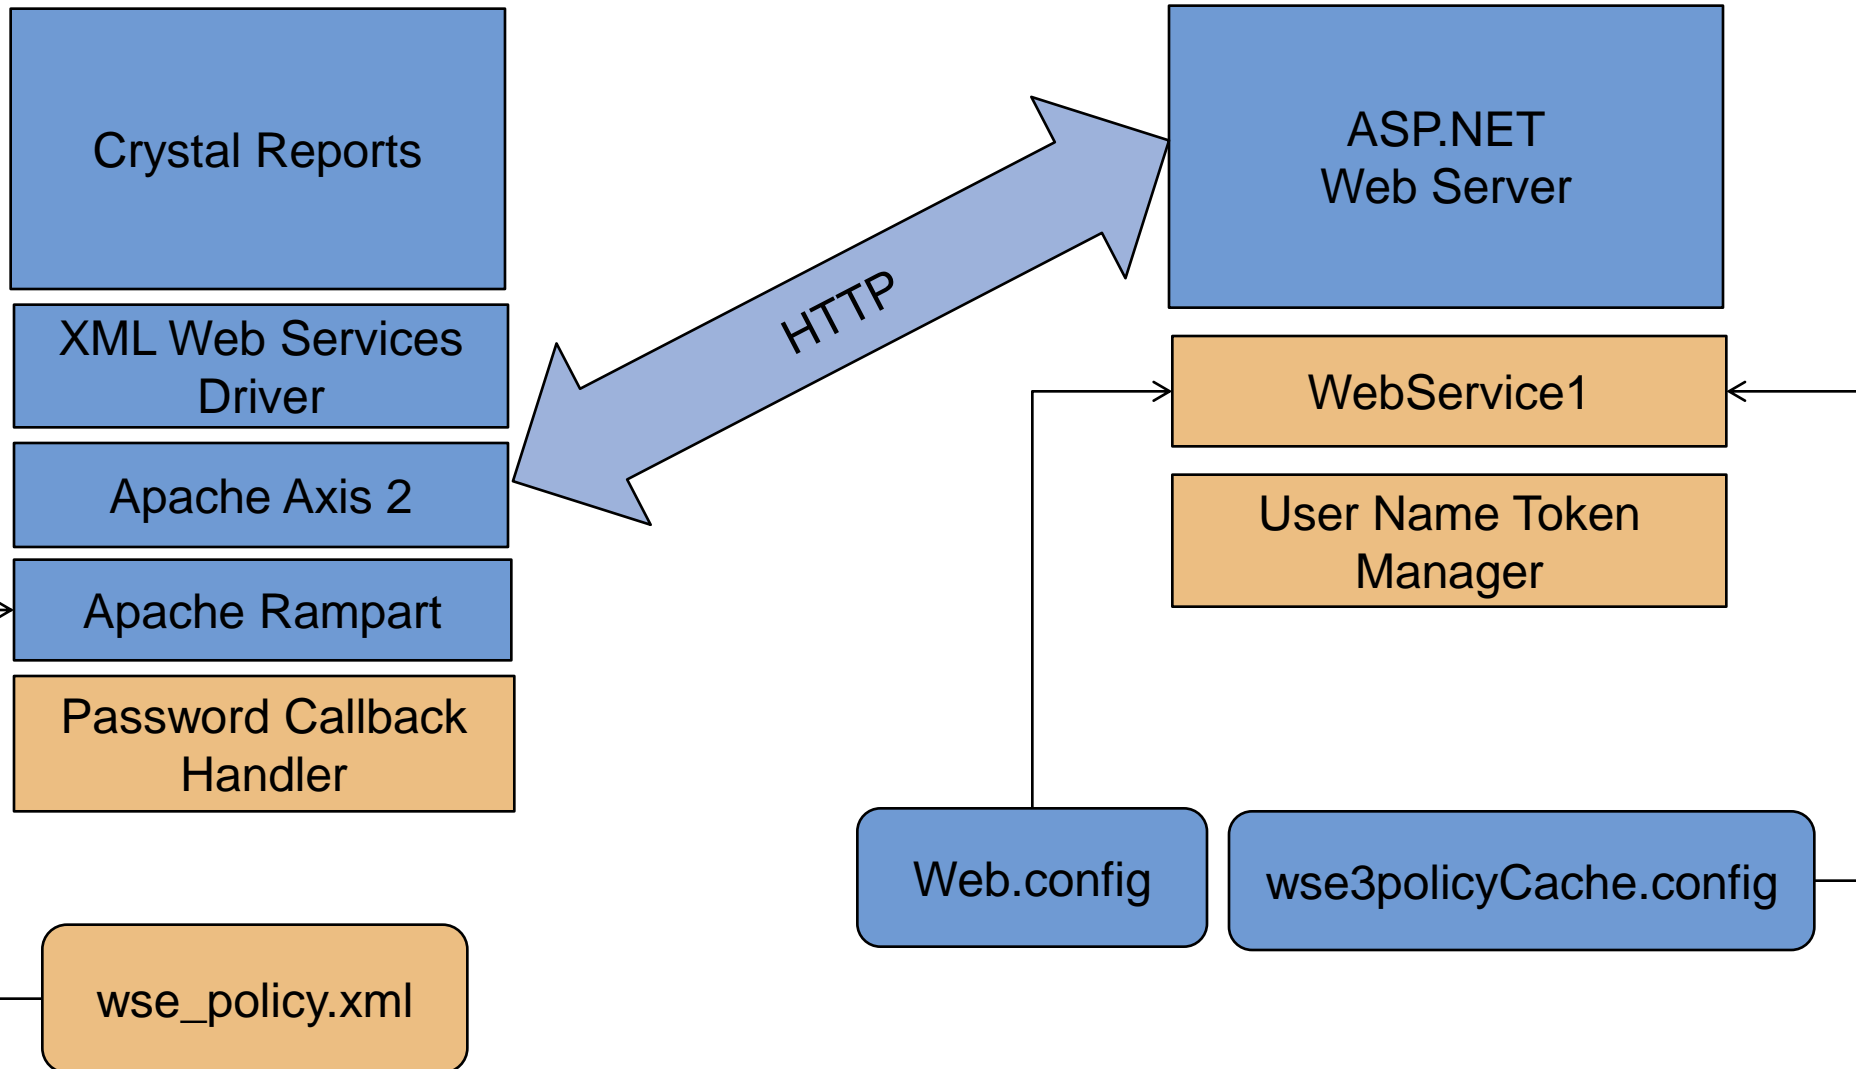 Crystal Reports
XML Web Services
Driver
Apache Axis 2
Apache Rampart
Password Callback
Handler
wse_policy.xml
HTTP
ASP.NET
Web Server
WebService1
User Name Token
Manager
Web.config
wse3policyCache.config